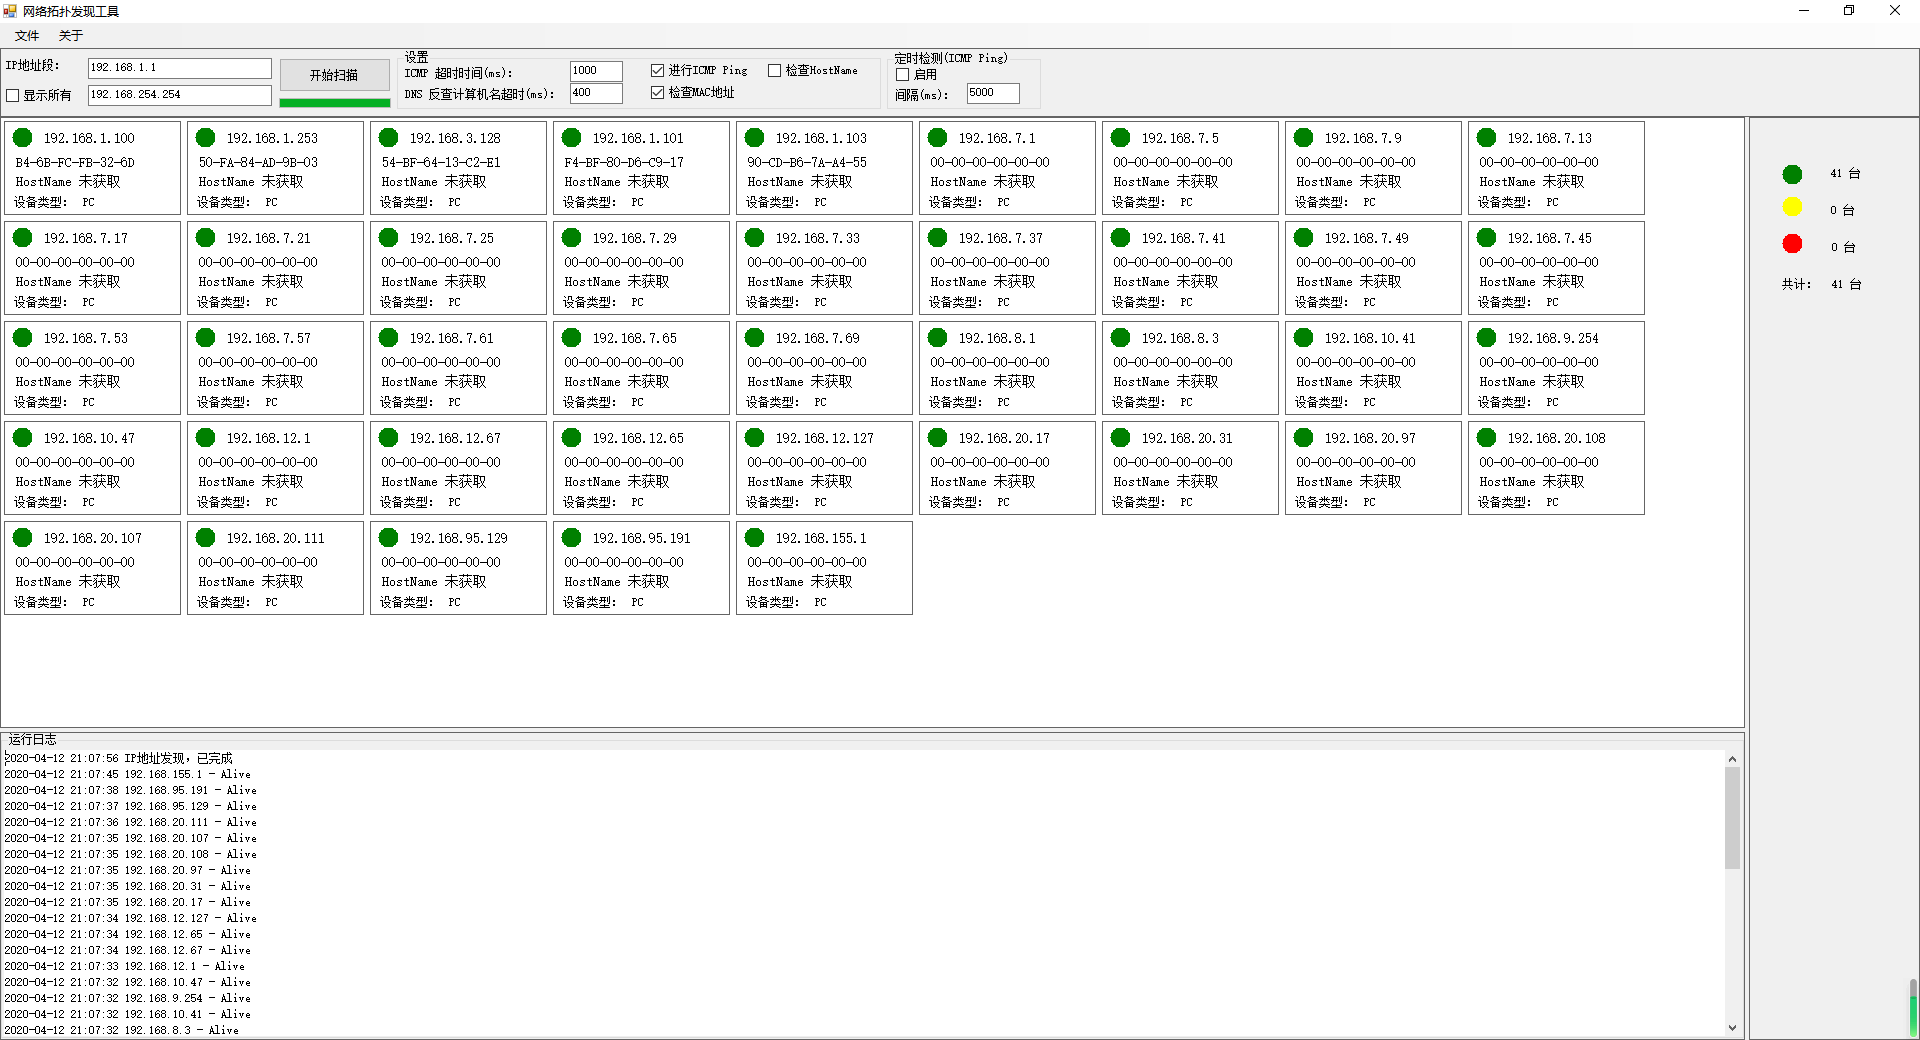 网络拓扑发现工具
文件 关于
IP地址段: 192.168.1.1
显示所有 192.168.254.254
开始扫描
设置
ICMP 超时时间(ms): 1000
DNS 反查计算机名超时(ms): 400
进行ICMP Ping 检查HostName
检查MAC地址
定时检测(ICMP Ping)
启用
间隔(ms): 5000
192.168.1.100 192.168.1.253 192.168.3.128 192.168.1.101 192.168.1.103 192.168.7.1 192.168.7.5 192.168.7.9 192.168.7.13
B4-6B-FC-FB-32-6D 50-FA-84-AD-9B-03 54-BF-64-13-C2-E1 F4-BF-80-D6-C9-17 90-CD-B6-7A-A4-55 00-00-00-00-00-00 00-00-00-00-00-00 00-00-00-00-00-00 00-00-00-00-00-00
HostName 未获取 HostName 未获取 HostName 未获取 HostName 未获取 HostName 未获取 HostName 未获取 HostName 未获取 HostName 未获取 HostName 未获取
设备类型: PC 设备类型: PC 设备类型: PC 设备类型: PC 设备类型: PC 设备类型: PC 设备类型: PC 设备类型: PC 设备类型: PC
192.168.7.17 192.168.7.21 192.168.7.25 192.168.7.29 192.168.7.33 192.168.7.37 192.168.7.41 192.168.7.49 192.168.7.45
00-00-00-00-00-00 00-00-00-00-00-00 00-00-00-00-00-00 00-00-00-00-00-00 00-00-00-00-00-00 00-00-00-00-00-00 00-00-00-00-00-00 00-00-00-00-00-00 00-00-00-00-00-00
HostName 未获取 HostName 未获取 HostName 未获取 HostName 未获取 HostName 未获取 HostName 未获取 HostName 未获取 HostName 未获取 HostName 未获取
设备类型: PC 设备类型: PC 设备类型: PC 设备类型: PC 设备类型: PC 设备类型: PC 设备类型: PC 设备类型: PC 设备类型: PC
192.168.7.53 192.168.7.57 192.168.7.61 192.168.7.65 192.168.7.69 192.168.8.1 192.168.8.3 192.168.10.41 192.168.9.254
00-00-00-00-00-00 00-00-00-00-00-00 00-00-00-00-00-00 00-00-00-00-00-00 00-00-00-00-00-00 00-00-00-00-00-00 00-00-00-00-00-00 00-00-00-00-00-00 00-00-00-00-00-00
HostName 未获取 HostName 未获取 HostName 未获取 HostName 未获取 HostName 未获取 HostName 未获取 HostName 未获取 HostName 未获取 HostName 未获取
设备类型: PC 设备类型: PC 设备类型: PC 设备类型: PC 设备类型: PC 设备类型: PC 设备类型: PC 设备类型: PC 设备类型: PC
192.168.10.47 192.168.12.1 192.168.12.67 192.168.12.65 192.168.12.127 192.168.20.17 192.168.20.31 192.168.20.97 192.168.20.108
00-00-00-00-00-00 00-00-00-00-00-00 00-00-00-00-00-00 00-00-00-00-00-00 00-00-00-00-00-00 00-00-00-00-00-00 00-00-00-00-00-00 00-00-00-00-00-00 00-00-00-00-00-00
HostName 未获取 HostName 未获取 HostName 未获取 HostName 未获取 HostName 未获取 HostName 未获取 HostName 未获取 HostName 未获取 HostName 未获取
设备类型: PC 设备类型: PC 设备类型: PC 设备类型: PC 设备类型: PC 设备类型: PC 设备类型: PC 设备类型: PC 设备类型: PC
192.168.20.107 192.168.20.111 192.168.95.129 192.168.95.191 192.168.155.1
00-00-00-00-00-00 00-00-00-00-00-00 00-00-00-00-00-00 00-00-00-00-00-00 00-00-00-00-00-00
HostName 未获取 HostName 未获取 HostName 未获取 HostName 未获取 HostName 未获取
设备类型: PC 设备类型: PC 设备类型: PC 设备类型: PC 设备类型: PC
41 台
0 台
0 台
共计: 41 台
运行日志
2020-04-12 21:07:56 IP地址发现，已完成
2020-04-12 21:07:45 192.168.155.1 - Alive
2020-04-12 21:07:38 192.168.95.191 - Alive
2020-04-12 21:07:37 192.168.95.129 - Alive
2020-04-12 21:07:36 192.168.20.111 - Alive
2020-04-12 21:07:35 192.168.20.107 - Alive
2020-04-12 21:07:35 192.168.20.108 - Alive
2020-04-12 21:07:35 192.168.20.97 - Alive
2020-04-12 21:07:35 192.168.20.31 - Alive
2020-04-12 21:07:35 192.168.20.17 - Alive
2020-04-12 21:07:34 192.168.12.127 - Alive
2020-04-12 21:07:34 192.168.12.65 - Alive
2020-04-12 21:07:34 192.168.12.67 - Alive
2020-04-12 21:07:33 192.168.12.1 - Alive
2020-04-12 21:07:32 192.168.10.47 - Alive
2020-04-12 21:07:32 192.168.9.254 - Alive
2020-04-12 21:07:32 192.168.10.41 - Alive
2020-04-12 21:07:32 192.168.8.3 - Alive